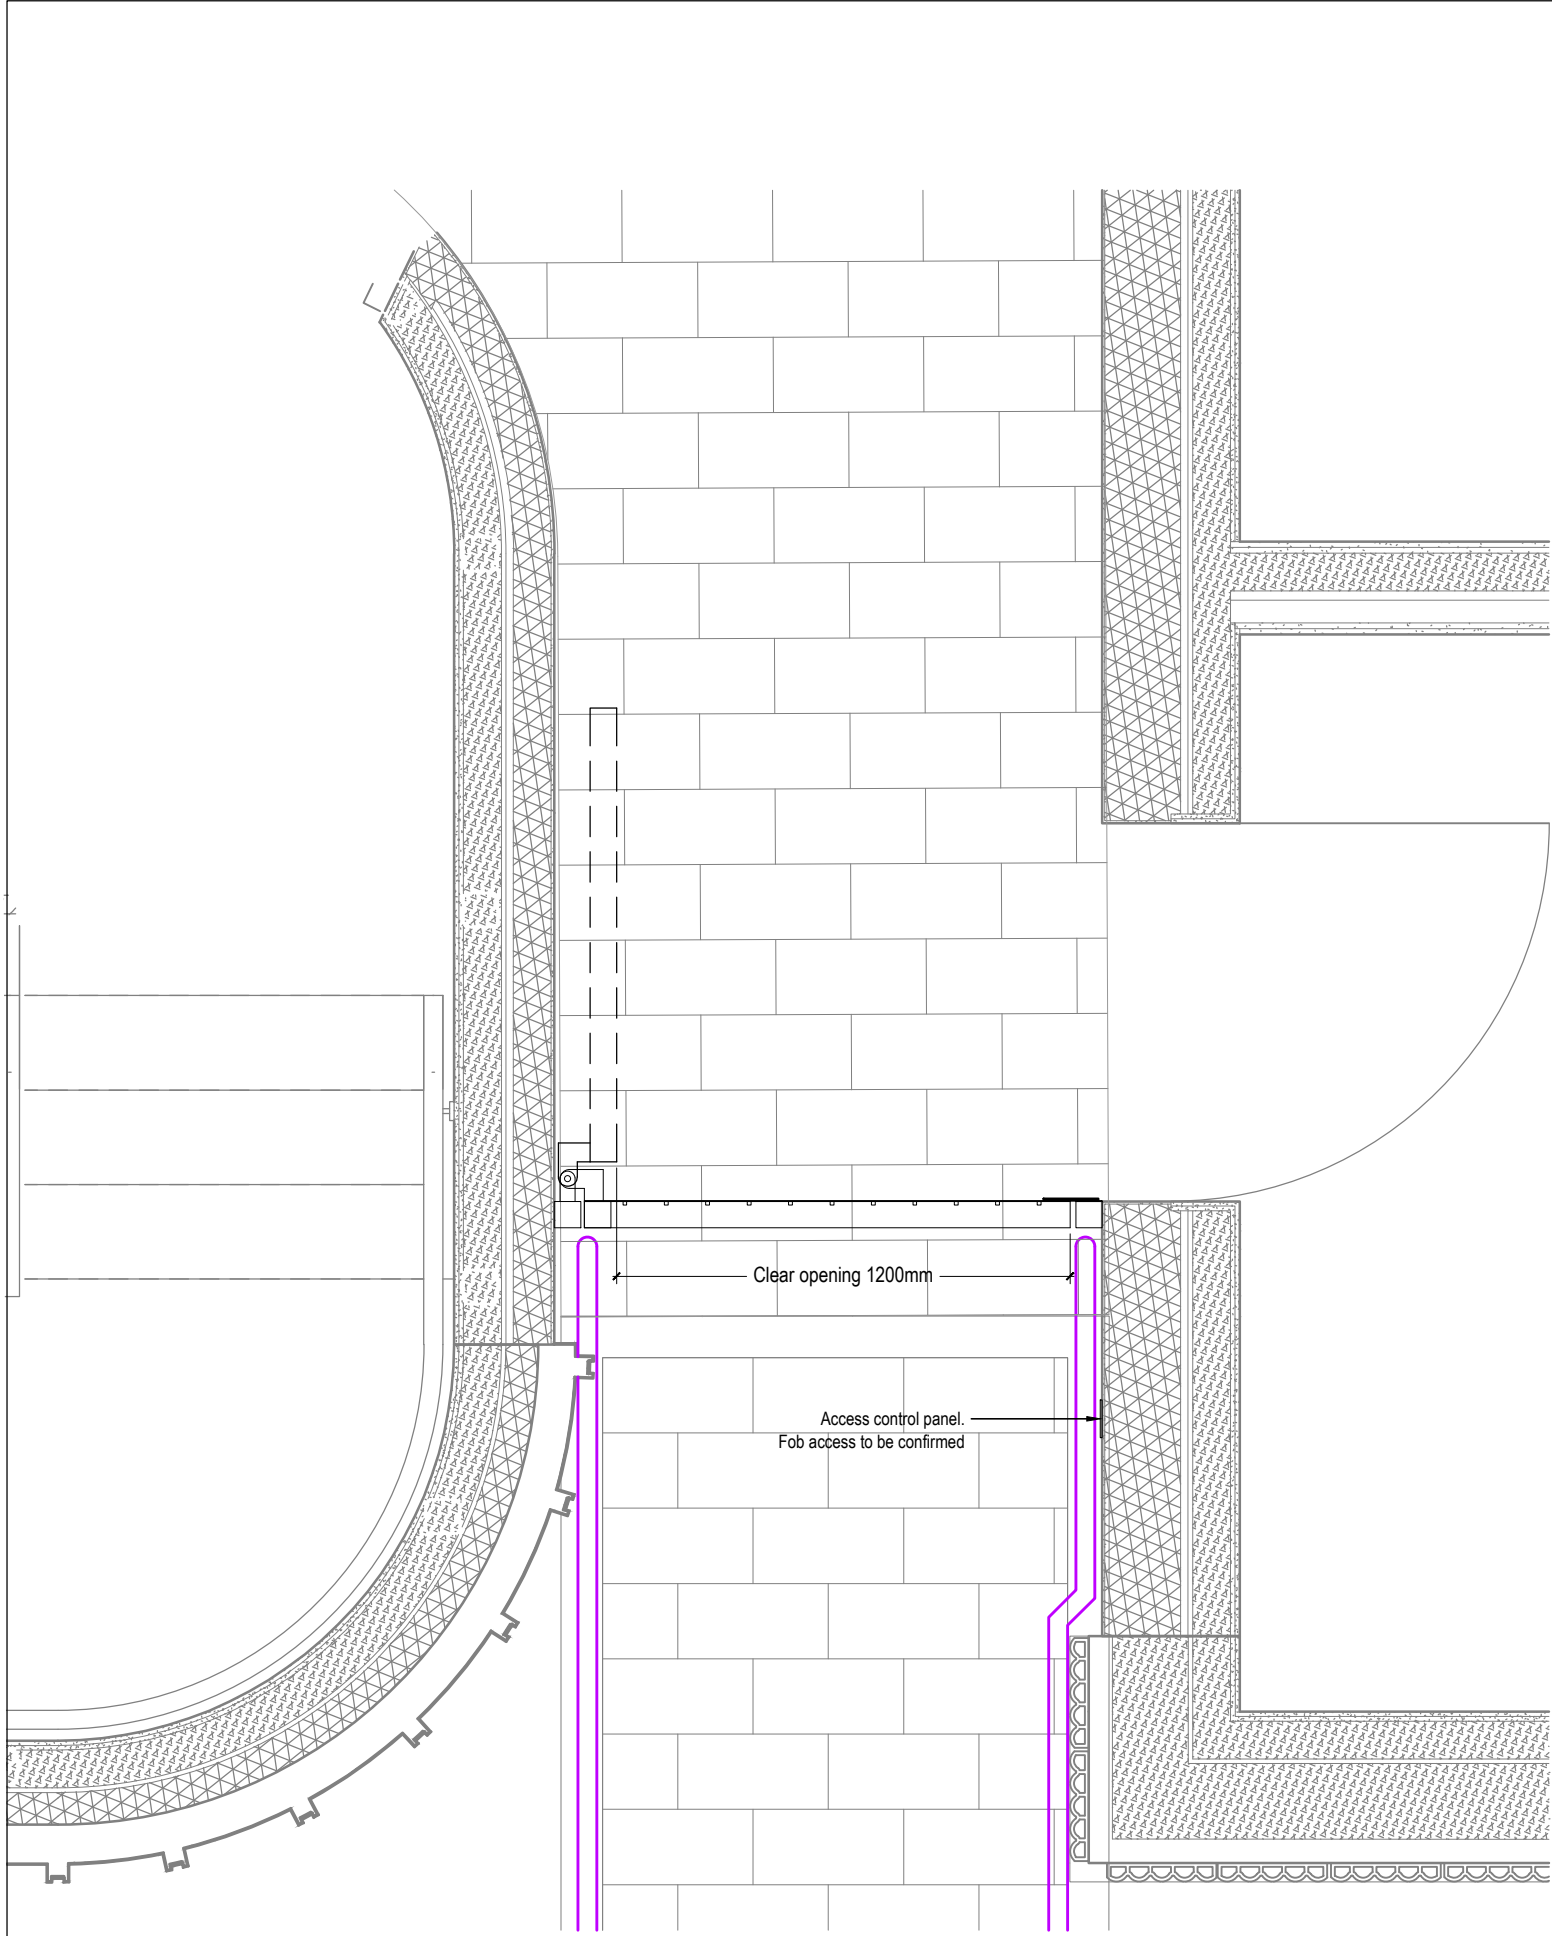 Clear opening 1200mm
Access control panel.
Fob access to be confirmed